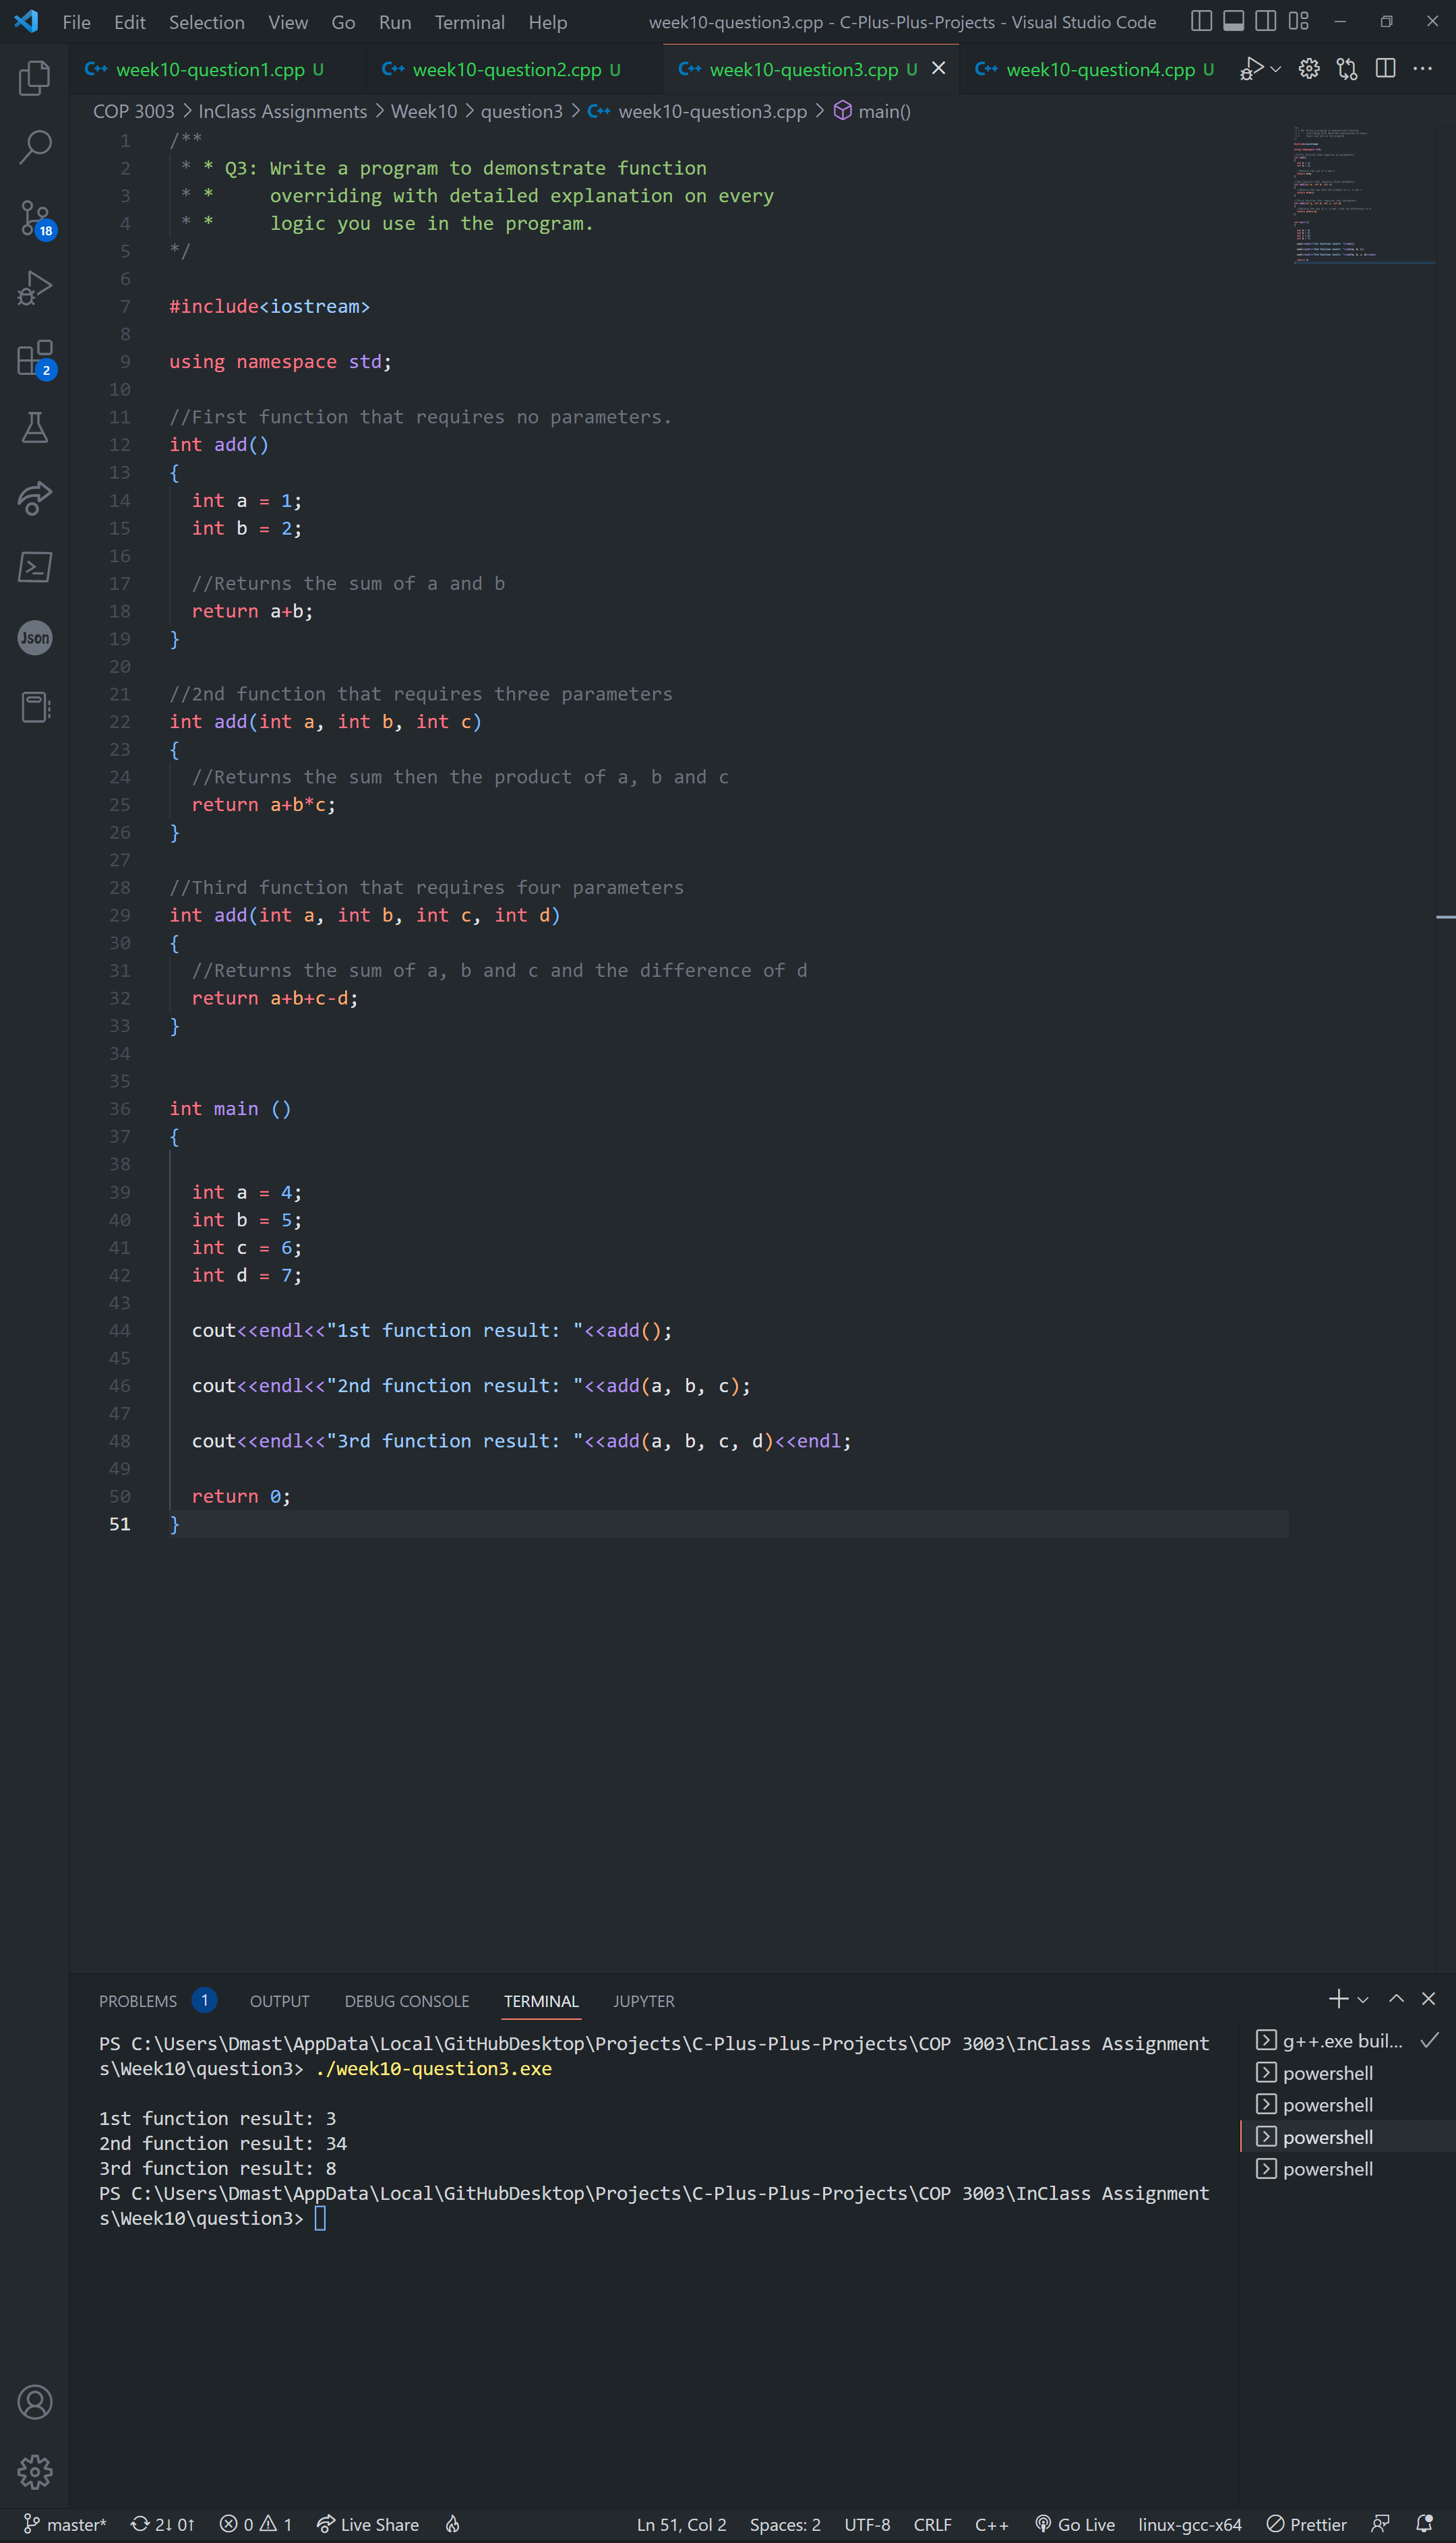 File Edit Selection View Go Run Terminal Help week10-question3.cpp - C-Plus-Plus-Projects - Visual Studio Code
C++ week10-question1.cpp U C++ week10-question2.cpp U C++ week10-question3.cpp U C++ week10-question4.cpp U
COP 3003 > InClass Assignments > Week10 > question3 > C++ week10-question3.cpp > main()
1 /**
2 * * Q3: Write a program to demonstrate function
3 * * overriding with detailed explanation on every
4 * * logic you use in the program.
5 */
6
7 #include<iostream>
8
9 using namespace std;
10
11 //First function that requires no parameters.
12 int add()
13 {
14 int a = 1;
15 int b = 2;
16
17 //Returns the sum of a and b
18 return a+b;
19 }
20
21 //2nd function that requires three parameters
22 int add(int a, int b, int c)
23 {
24 //Returns the sum then the product of a, b and c
25 return a+b*c;
26 }
27
28 //Third function that requires four parameters
29 int add(int a, int b, int c, int d)
30 {
31 //Returns the sum of a, b and c and the difference of d
32 return a+b+c-d;
33 }
34
35
36 int main ()
37 {
38
39 int a = 4;
40 int b = 5;
41 int c = 6;
42 int d = 7;
43
44 cout<<endl<<"1st function result: "<<add();
45
46 cout<<endl<<"2nd function result: "<<add(a, b, c);
47
48 cout<<endl<<"3rd function result: "<<add(a, b, c, d)<<endl;
49
50 return 0;
51 }
18
2
Json
PROBLEMS 1 OUTPUT DEBUG CONSOLE TERMINAL JUPYTER
PS C:\Users\Dmast\AppData\Local\GitHubDesktop\Projects\C-Plus-Plus-Projects\COP 3003\InClass Assignment
s\Week10\question3> ./week10-question3.exe
1st function result: 3
2nd function result: 34
3rd function result: 8
PS C:\Users\Dmast\AppData\Local\GitHubDesktop\Projects\C-Plus-Plus-Projects\COP 3003\InClass Assignment
s\Week10\question3>
g++.exe buil...
powershell
powershell
powershell
powershell
master* 2↓ 0↑ 0 1 Live Share Ln 51, Col 2 Spaces: 2 UTF-8 CRLF C++ Go Live linux-gcc-x64 Prettier